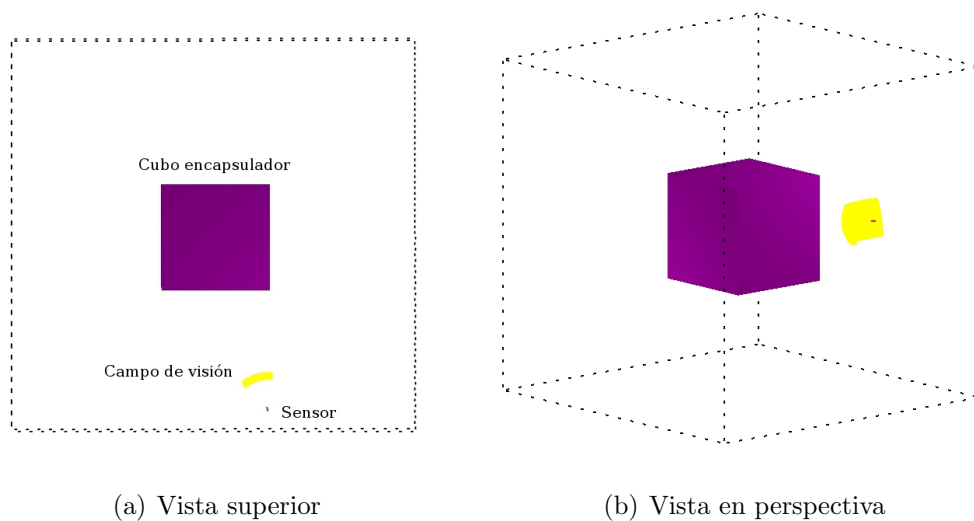 Cubo encapsulador
Campo de visión
Sensor
(a) Vista superior
(b) Vista en perspectiva